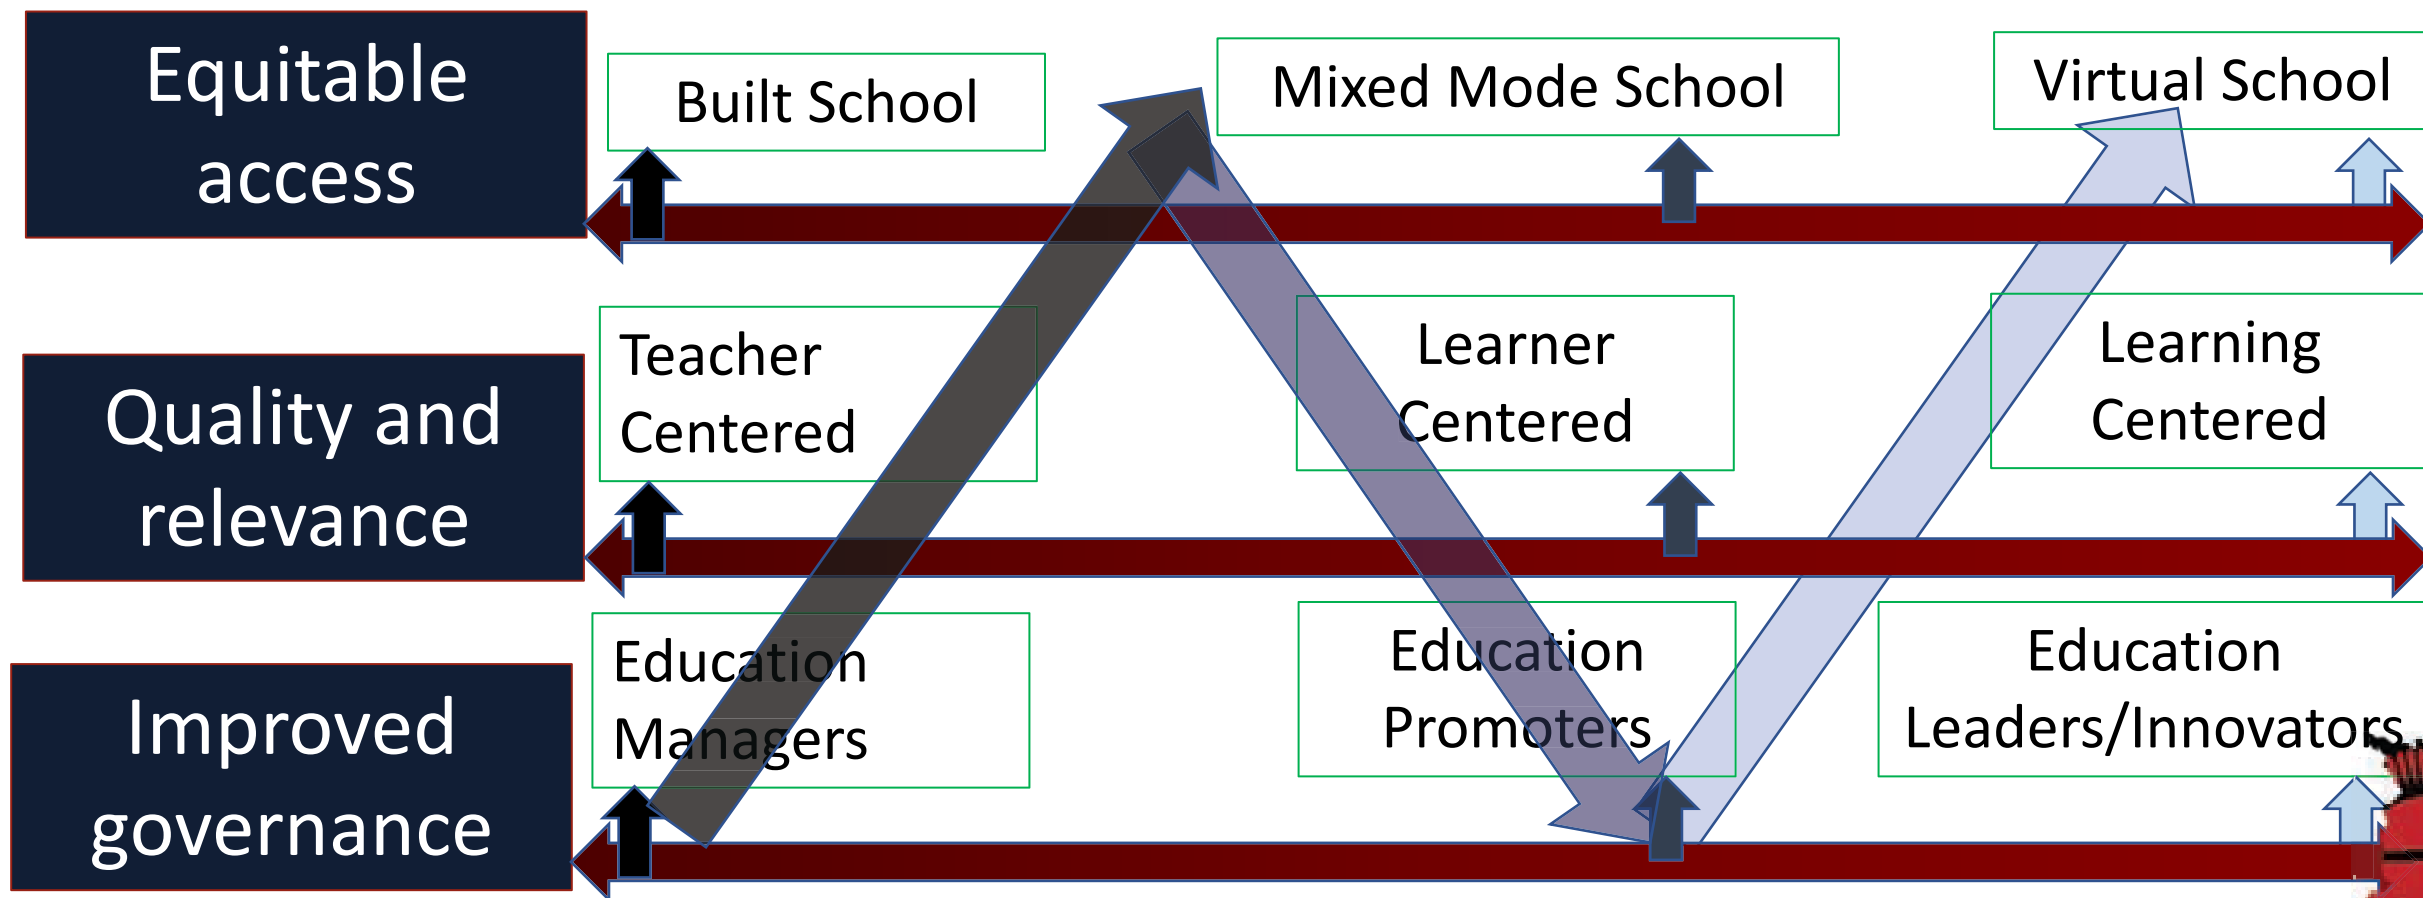 Equitable
access
Built School
Mixed Mode School
Virtual School
Quality and
relevance
Teacher
Centered
Learner
Centered
Learning
Centered
Improved
governance
Education
Managers
Education
Promoters
Education
Leaders/Innovators